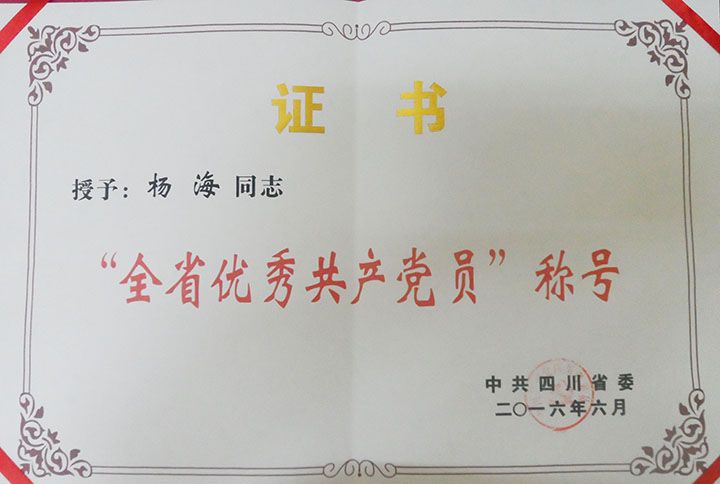 证书
授予：杨海同志
“全省优秀共产党员”称号
中共四川省委
二〇一六年六月